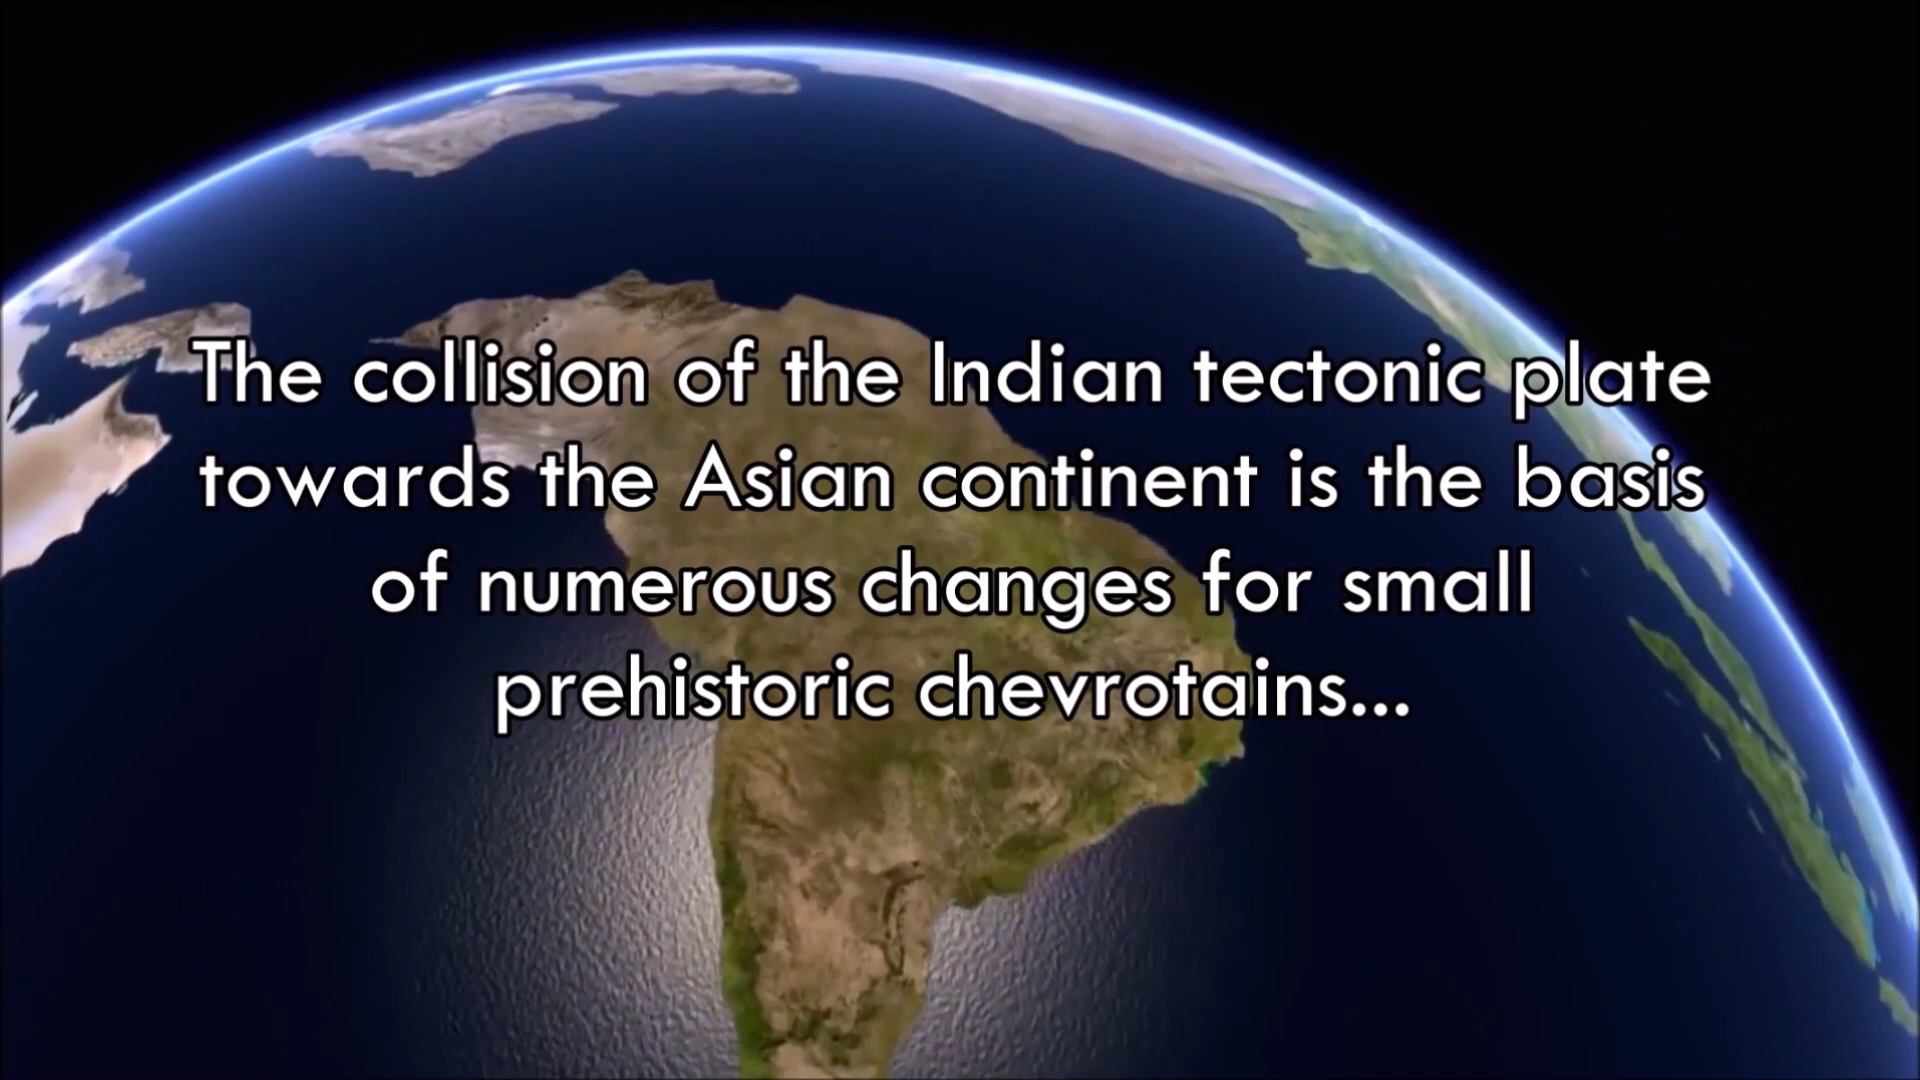 The collision of the Indian tectonic plate
towards the Asian continent is the basis
of numerous changes for small
prehistoric chevrotains...